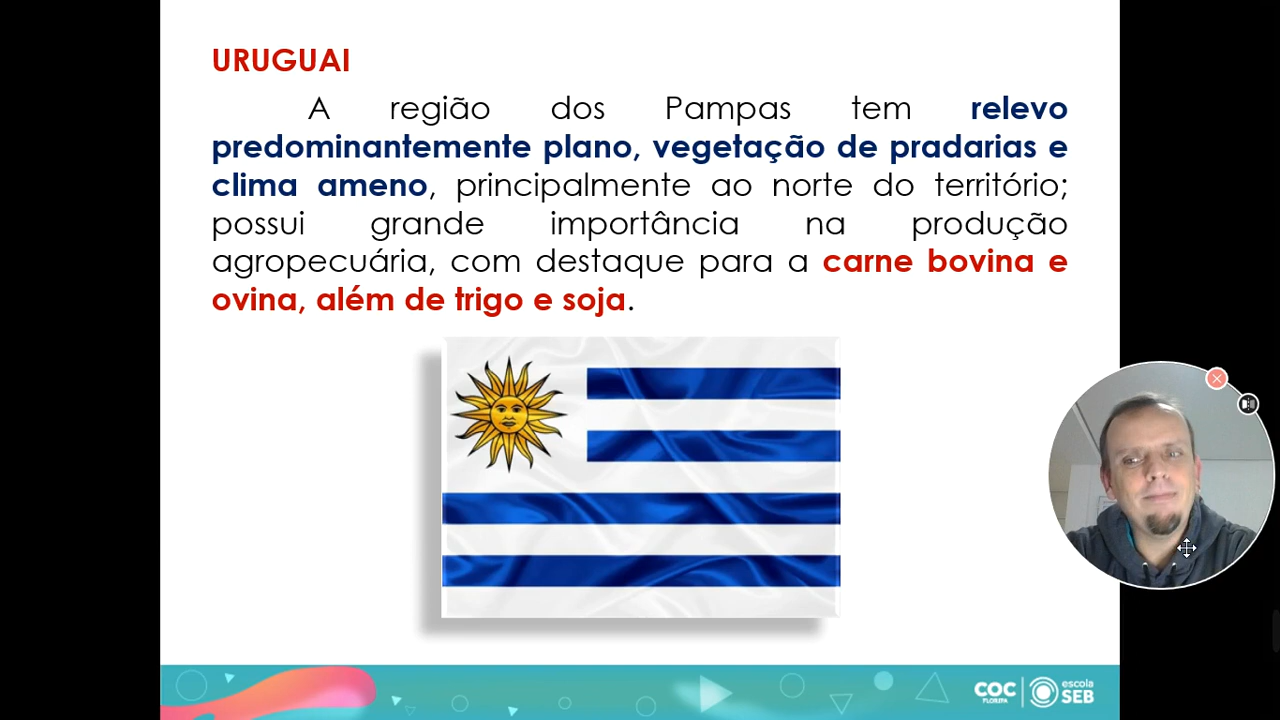 URUGUAI
A região dos Pampas tem relevo
predominantemente plano, vegetação de pradarias e
clima ameno, principalmente ao norte do território;
possui grande importância na produção
agropecuária, com destaque para a carne bovina e
ovina, além de trigo e soja.
COC
FLORIPA
escola
SEB